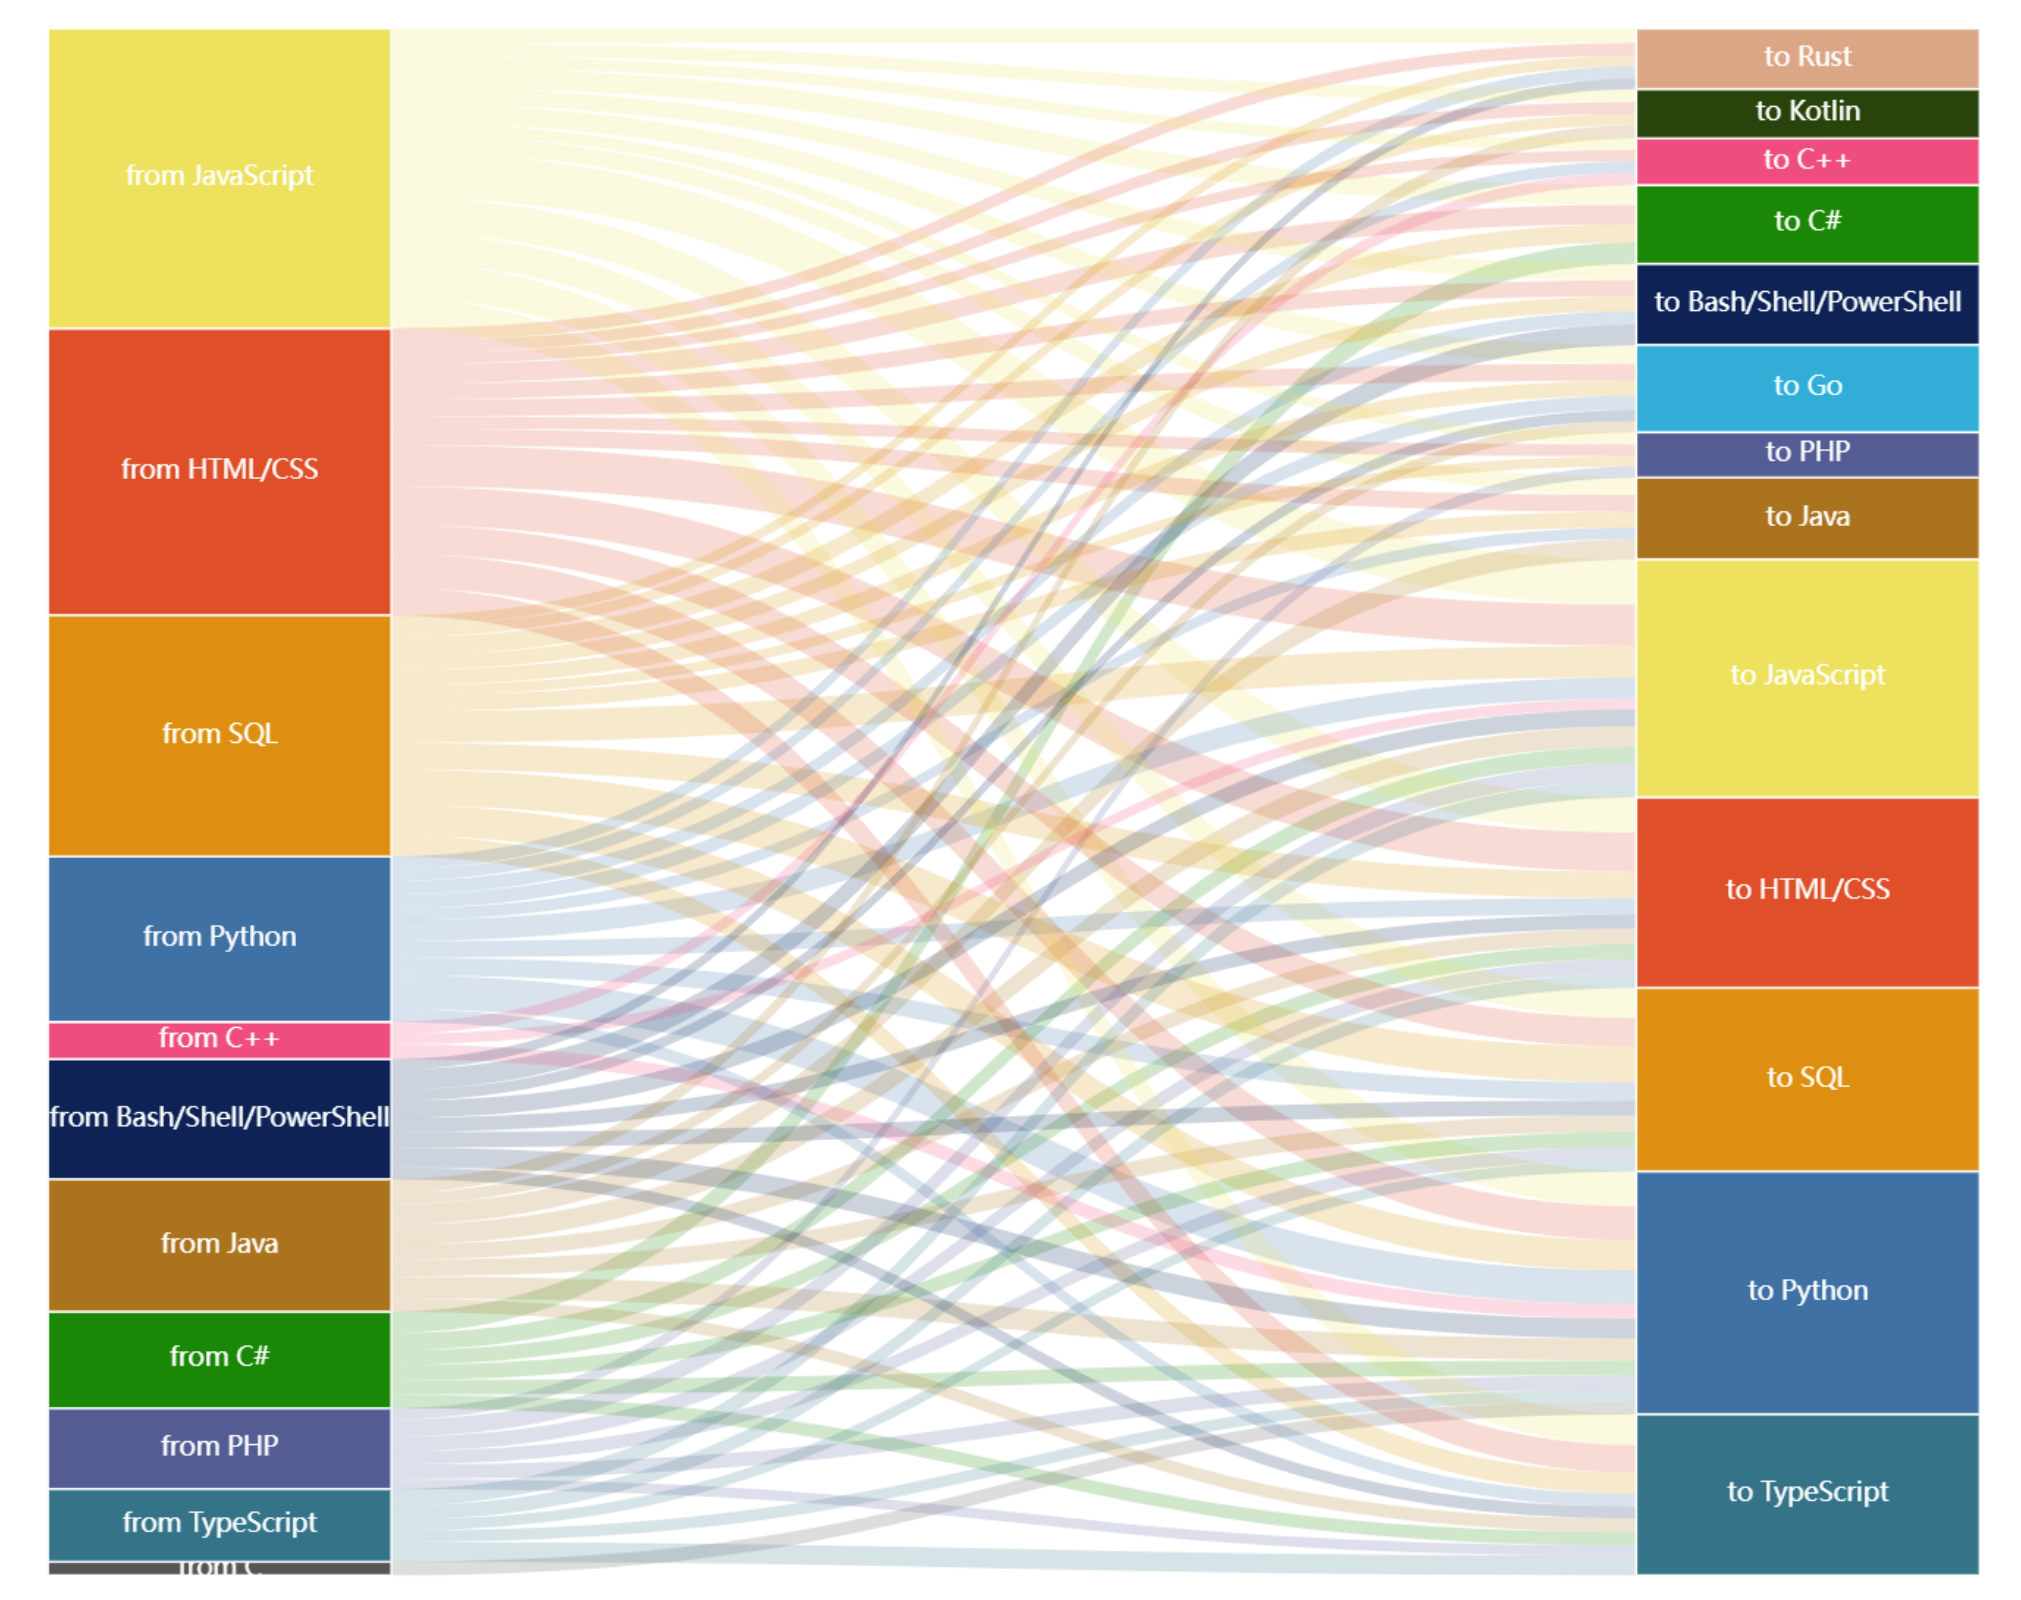 from JavaScript
from HTML/CSS
from SQL
from Python
from C++
from Bash/Shell/PowerShell
from Java
from C#
from PHP
from TypeScript
from C
to Rust
to Kotlin
to C++
to C#
to Bash/Shell/PowerShell
to Go
to PHP
to Java
to JavaScript
to HTML/CSS
to SQL
to Python
to TypeScript